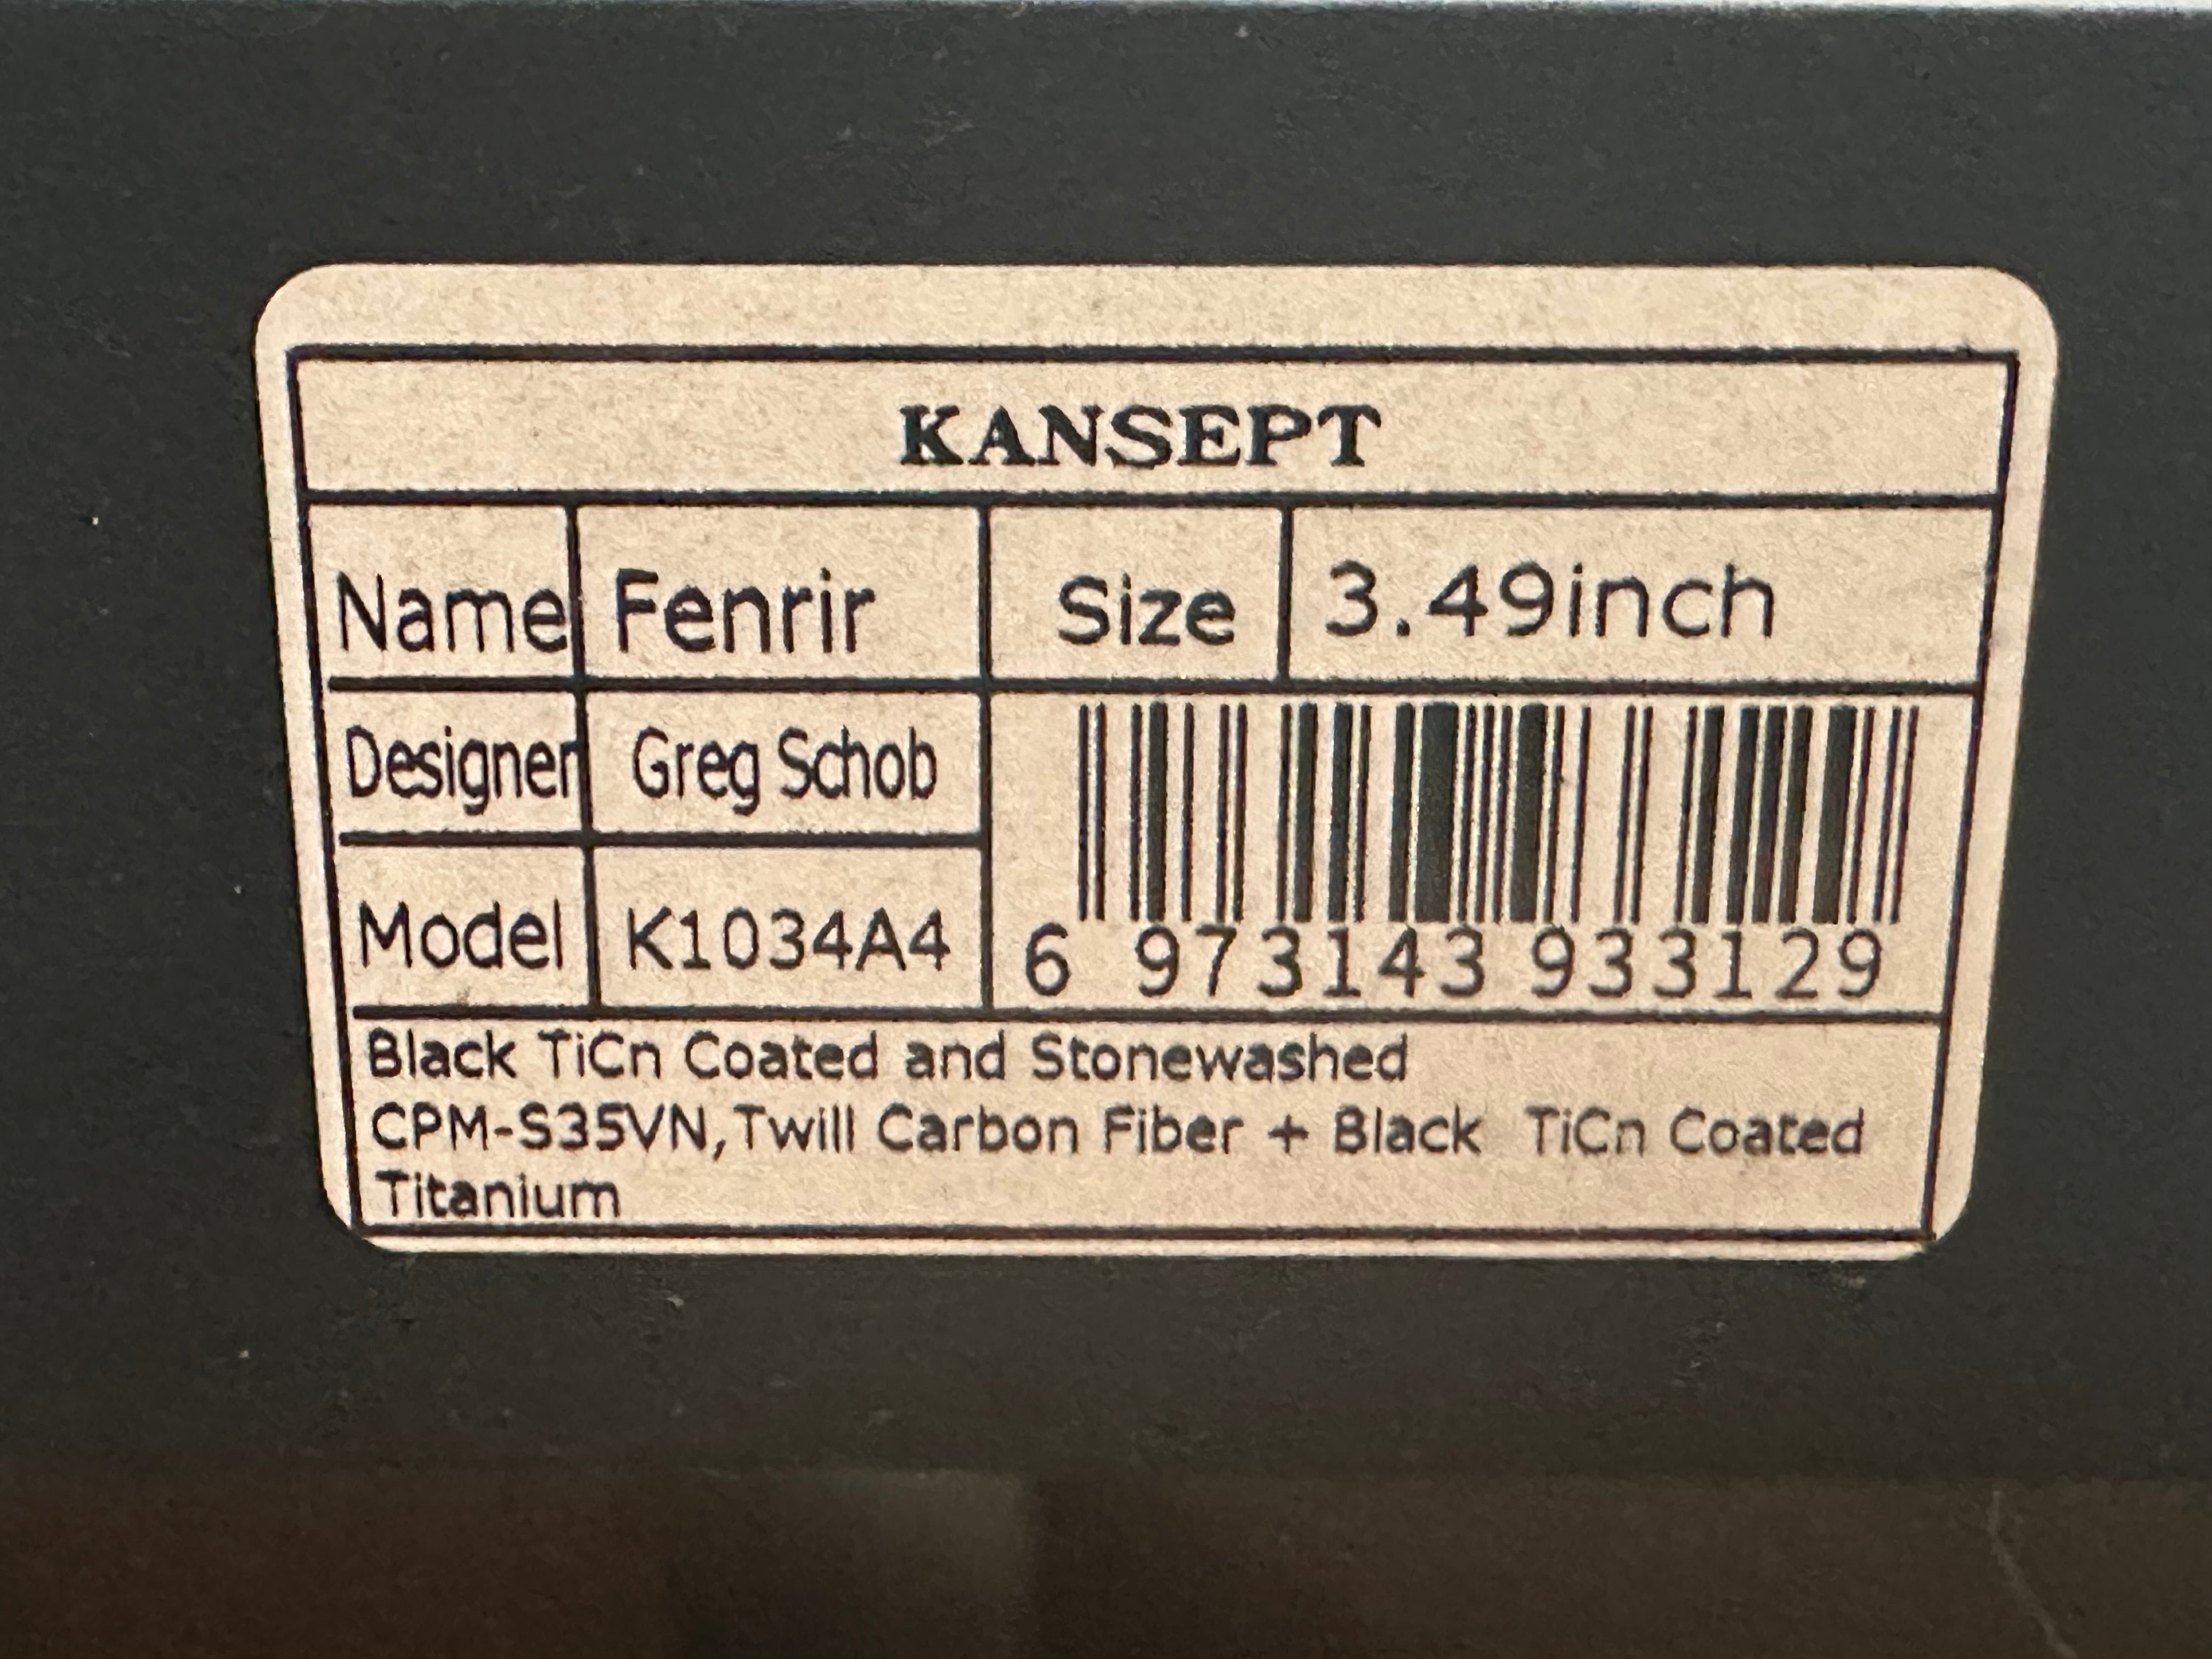 KANSEPT
Name Fenrir Size 3.49inch
Designer Greg Schob
Model K1034A4 6 973143 933129
Black TiCn Coated and Stonewashed
CPM-S35VN,Twill Carbon Fiber + Black TiCn Coated
Titanium